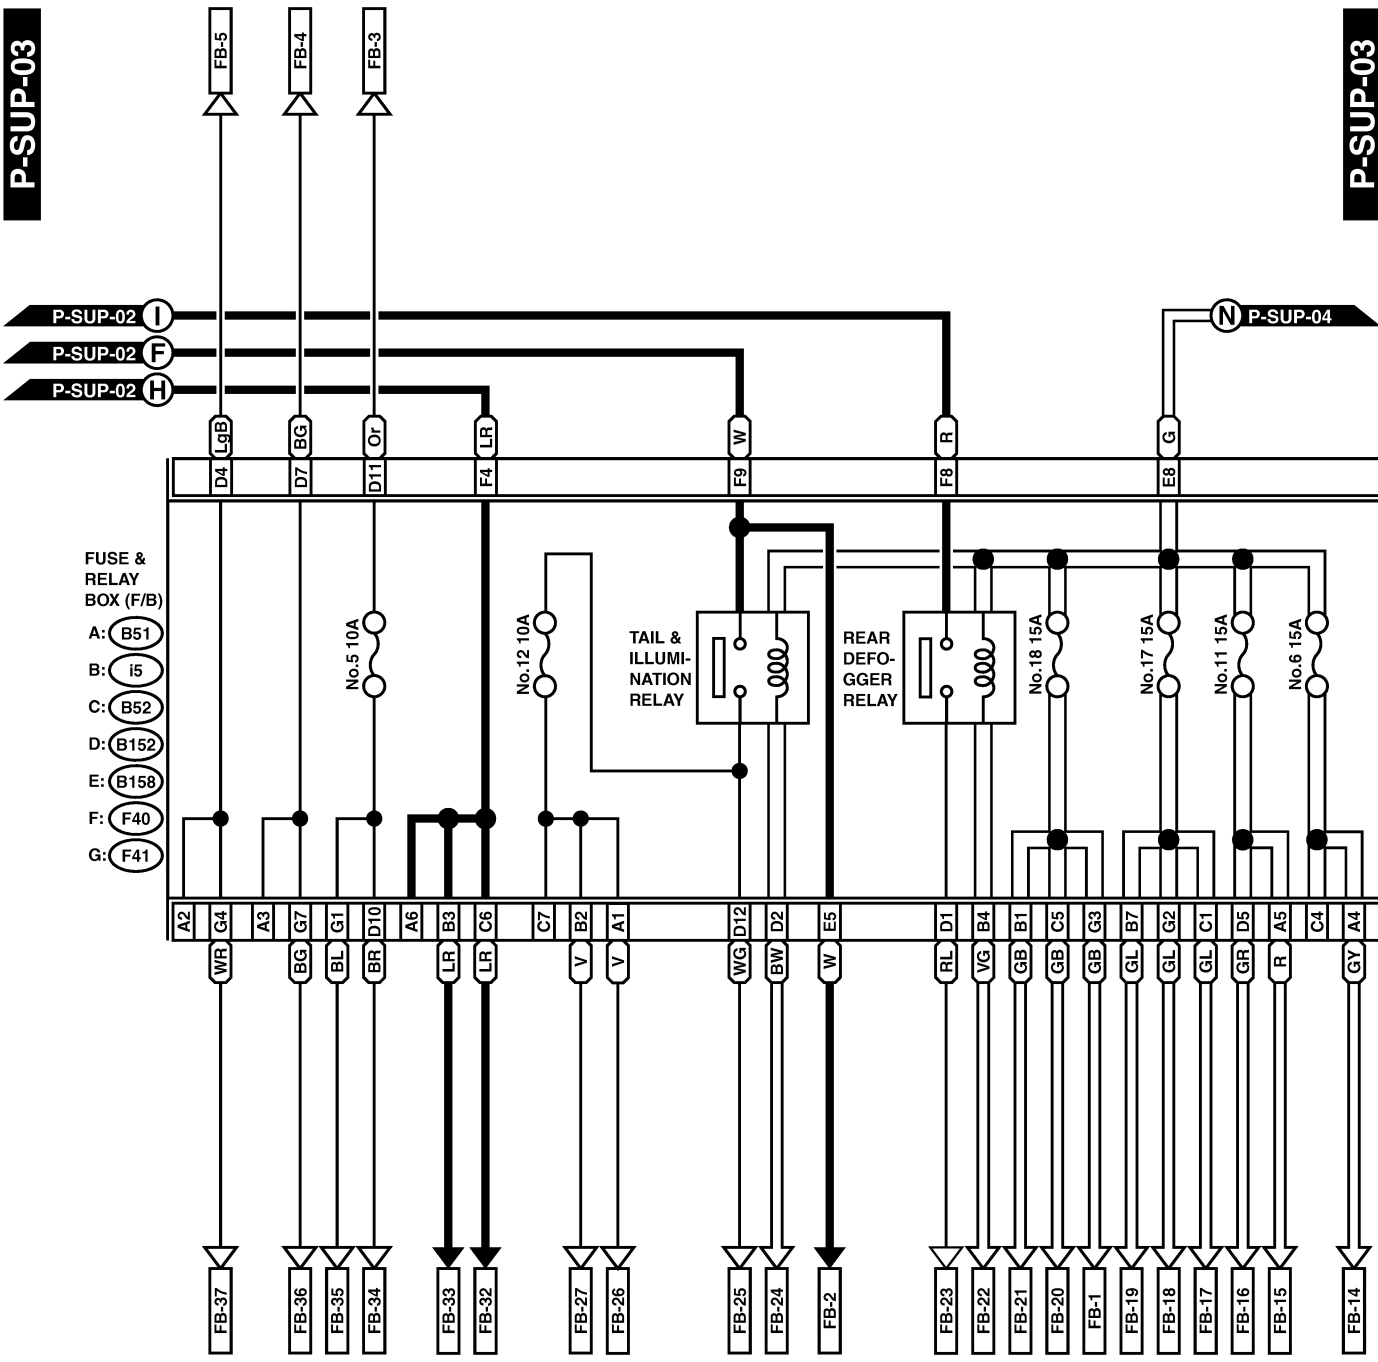 P-SUP-03
P-SUP-03
FB-5
FB-4
FB-3
P-SUP-02 I
P-SUP-02 F
P-SUP-02 H
N P-SUP-04
LgB
BG
Or
LR
W
R
G
D4
D7
D11
F4
F9
F8
E8
FUSE &
RELAY
BOX (F/B)
A: B51
B: i5
C: B52
D: B152
E: B158
F: F40
G: F41
No.5 10A
No.12 10A
TAIL &
ILLUMI-
NATION
RELAY
REAR
DEFO-
GGER
RELAY
No.18 15A
No.17 15A
No.11 15A
No.6 15A
A2
G4
A3
G7
G1
D10
A6
B3
C6
C7
B2
A1
D12
D2
E5
D1
B4
B1
C5
G3
B7
G2
C1
D5
A5
C4
A4
WR
BG
BL
BR
LR
LR
V
V
WG
BW
W
RL
VG
GB
GB
GB
GL
GL
GL
GR
R
GY
FB-37
FB-36
FB-35
FB-34
FB-33
FB-32
FB-27
FB-26
FB-25
FB-24
FB-2
FB-23
FB-22
FB-21
FB-20
FB-1
FB-19
FB-18
FB-17
FB-16
FB-15
FB-14